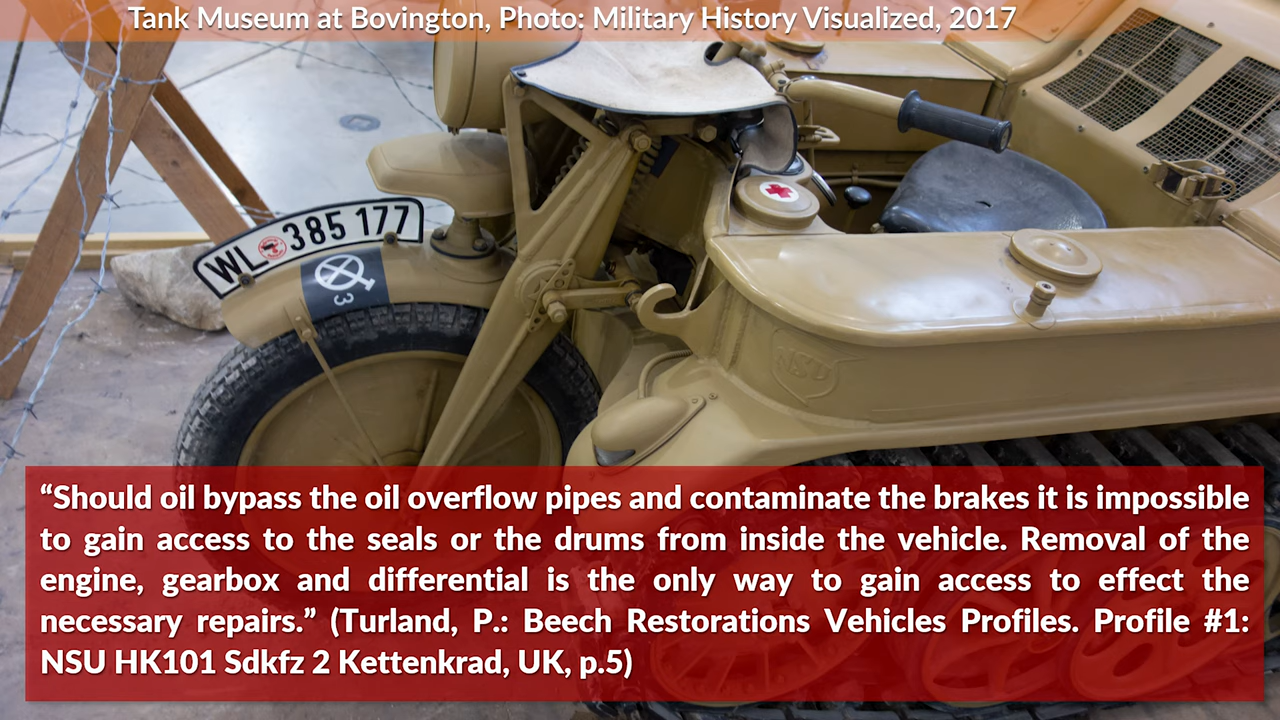 Tank Museum at Bovington, Photo: Military History Visualized, 2017
WL 385 177
3
NSU
“Should oil bypass the oil overflow pipes and contaminate the brakes it is impossible
to gain access to the seals or the drums from inside the vehicle. Removal of the
engine, gearbox and differential is the only way to gain access to effect the
necessary repairs.” (Turland, P.: Beech Restorations Vehicles Profiles. Profile #1:
NSU HK101 Sdkfz 2 Kettenkrad, UK, p.5)